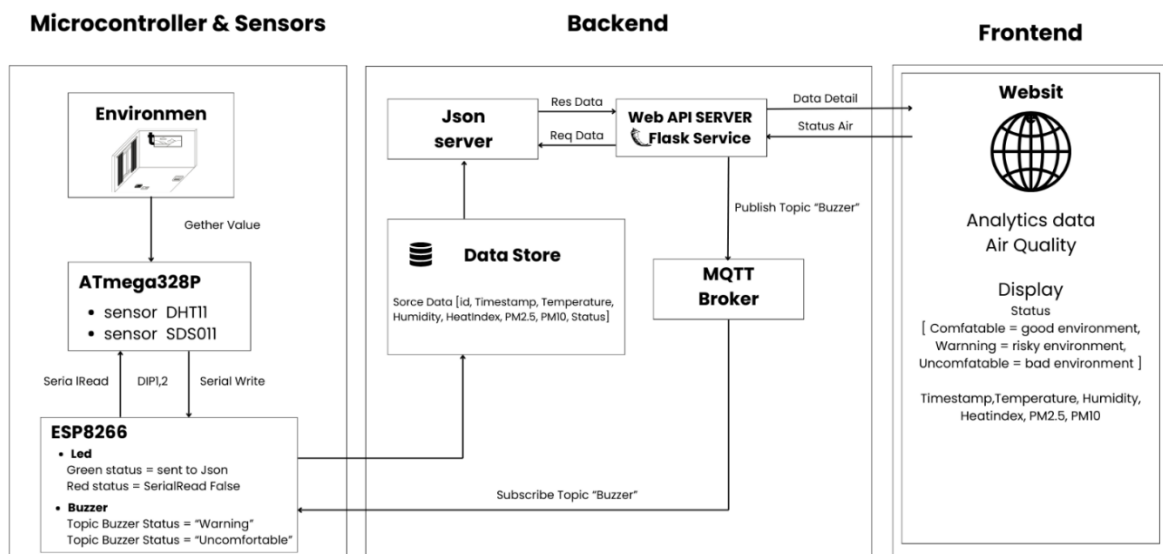 Microcontroller & Sensors
Backend
Frontend
Environmen
t
Gether Value
ATmega328P
• sensor DHT11
• sensor SDS011
Seria lRead
DIP1,2
Serial Write
ESP8266
• Led
Green status = sent to Json
Red status = SerialRead False
• Buzzer
Topic Buzzer Status = “Warning”
Topic Buzzer Status = “Uncomfortable”
Json
server
Res Data
Req Data
Web API SERVER
Flask Service
Data Detail
Status Air
Publish Topic “Buzzer”
Data Store
Sorce Data [id, Timestamp, Temperature,
Humidity, HeatIndex, PM2.5, PM10, Status]
MQTT
Broker
Subscribe Topic “Buzzer”
Websit
Analytics data
Air Quality
Display
Status
[ Comfatable = good environment,
Warnning = risky environment,
Uncomfatable = bad environment ]
Timestamp,Temperature, Humidity,
HeatIndex, PM2.5, PM10